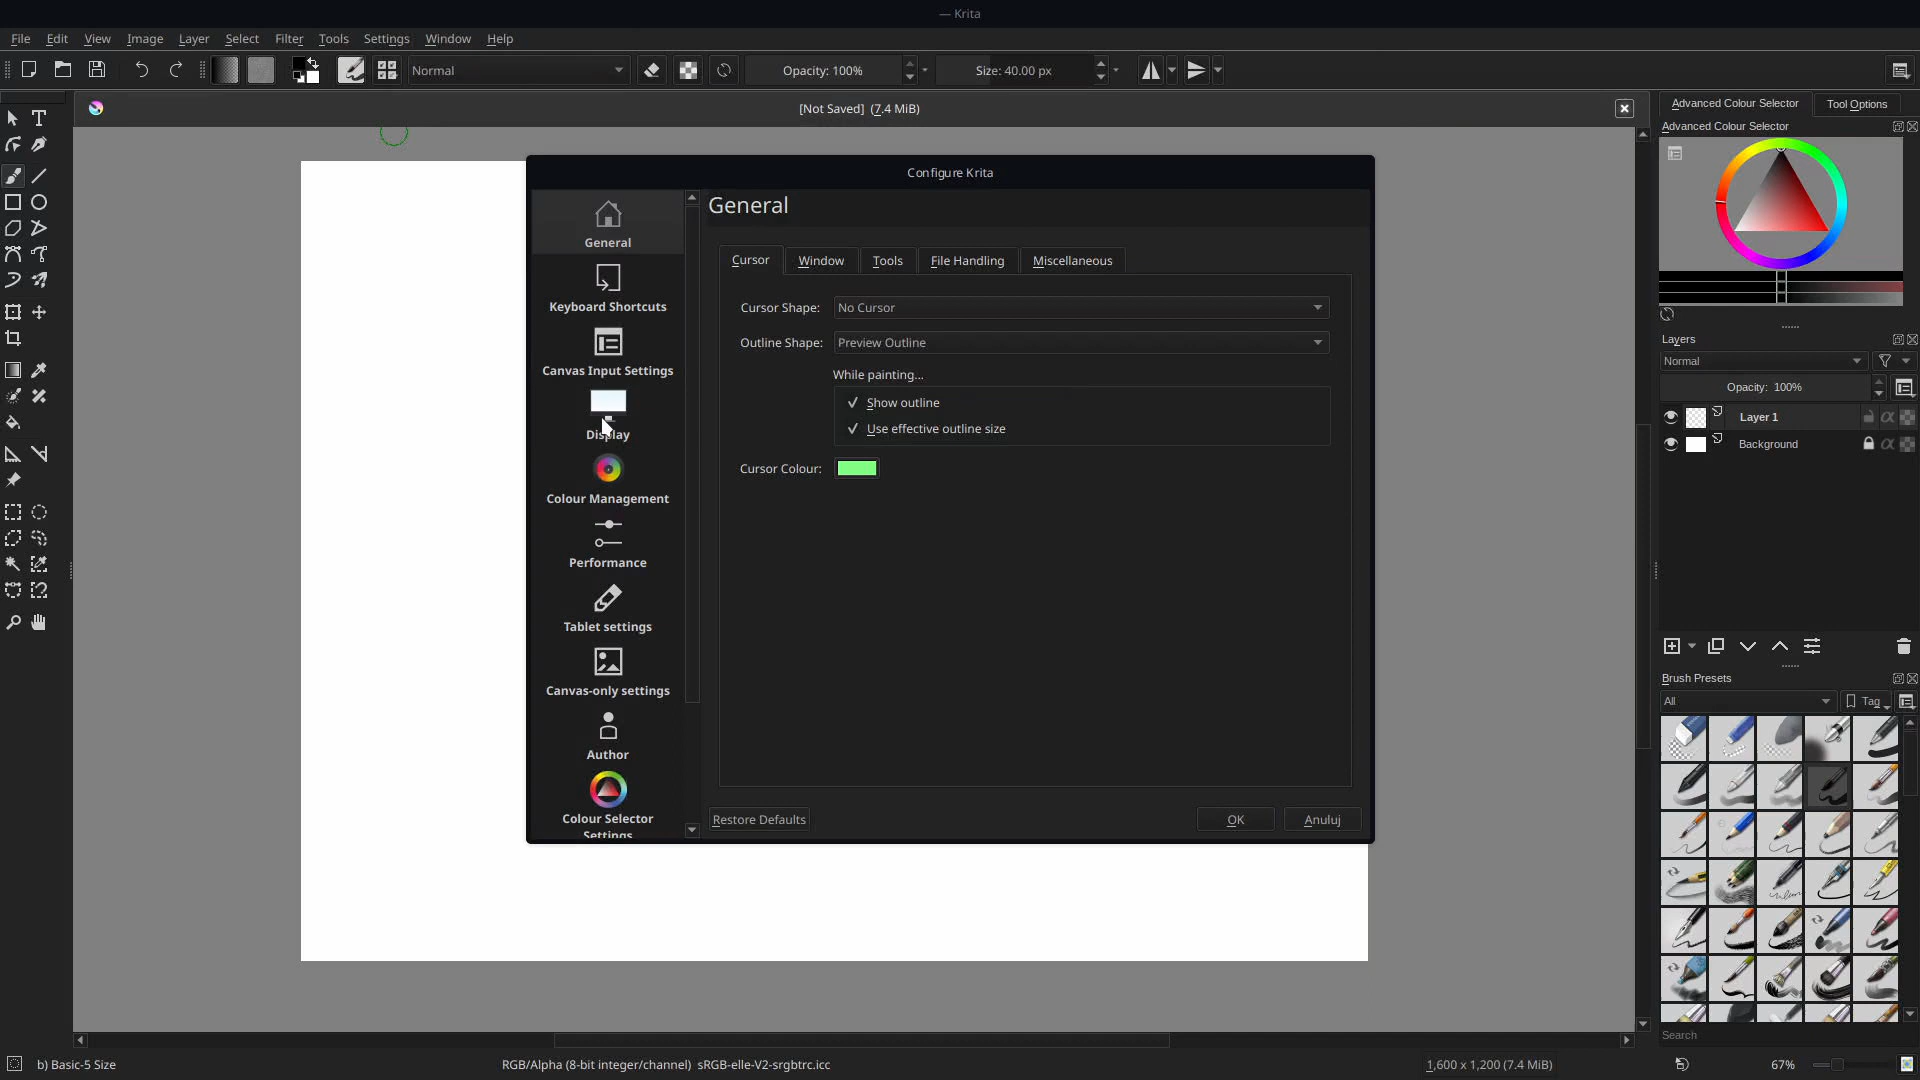 — Krita
File Edit View Image Layer Select Filter Tools Settings Window Help
Normal
Opacity: 100%
Size: 40.00 px
[Not Saved] (7.4 MiB)
Advanced Colour Selector
Tool Options
Advanced Colour Selector
Configure Krita
General
Keyboard Shortcuts
Canvas Input Settings
Display
Colour Management
Performance
Tablet settings
Canvas-only settings
Author
Colour Selector
Settings
General
Cursor
Window
Tools
File Handling
Miscellaneous
Cursor Shape: No Cursor
Outline Shape: Preview Outline
While painting...
Show outline
Use effective outline size
Cursor Colour:
Restore Defaults
OK
Anuluj
Layers
Normal
Opacity: 100%
Layer 1
Background
Brush Presets
All
Tag
Search
b) Basic-5 Size
RGB/Alpha (8-bit integer/channel) sRGB-elle-V2-srgbtrc.icc
1,600 x 1,200 (7.4 MiB)
67%